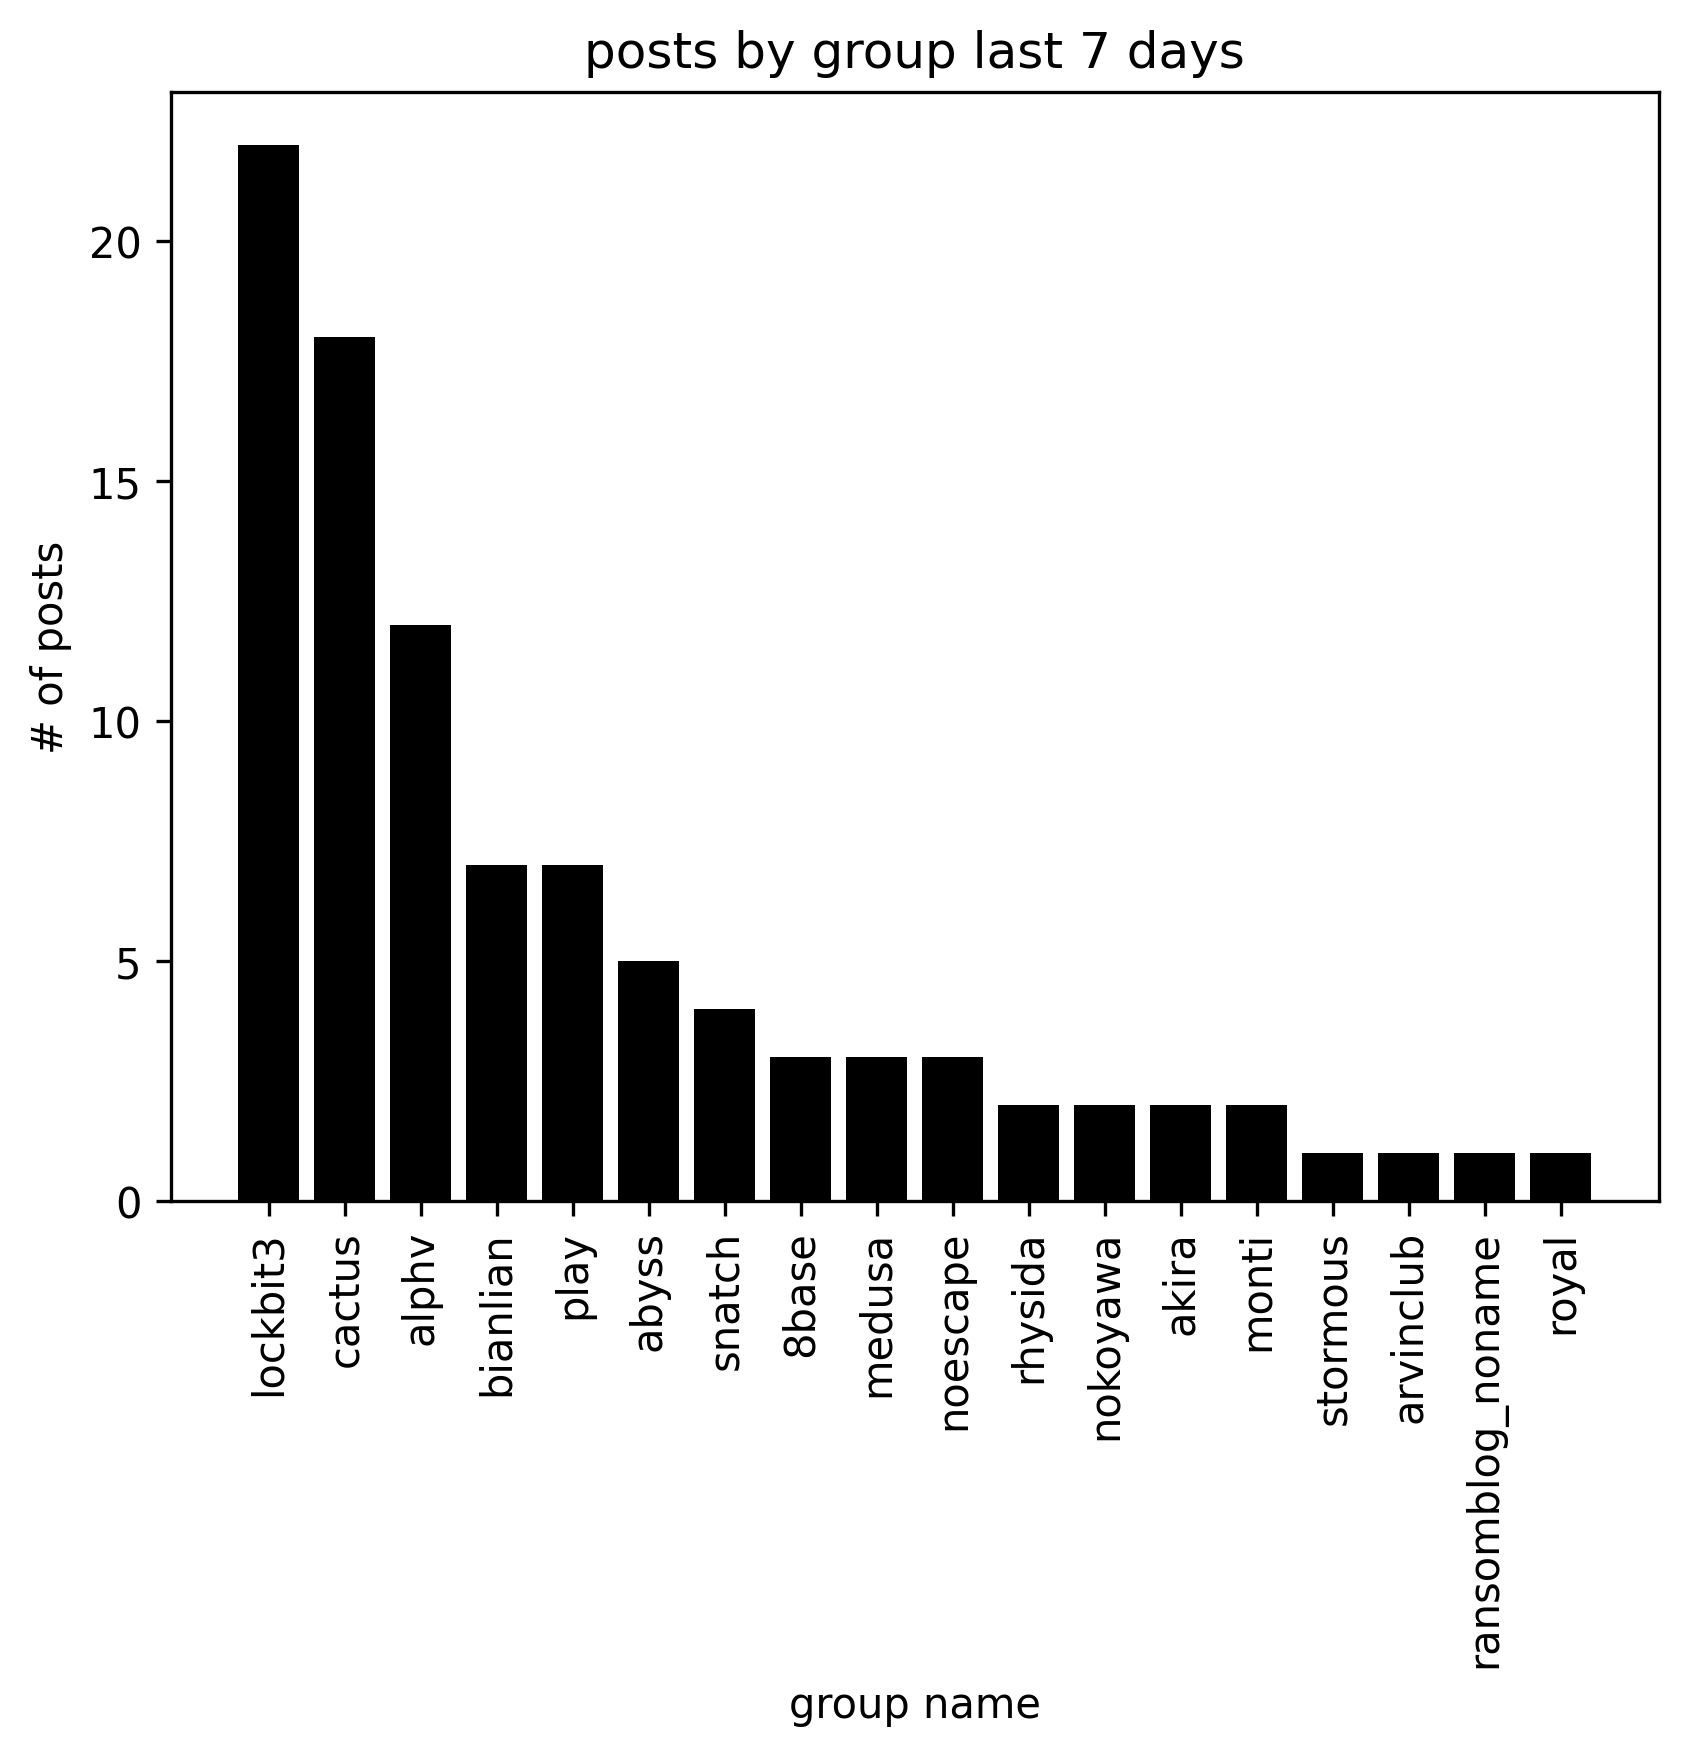 posts by group last 7 days
# of posts
20
15
10
5
0
lockbit3
cactus
alphv
bianlian
play
abyss
snatch
8base
medusa
noescape
rhysida
nokoyawa
akira
monti
stormous
arvinclub
ransomblog_noname
royal
group name